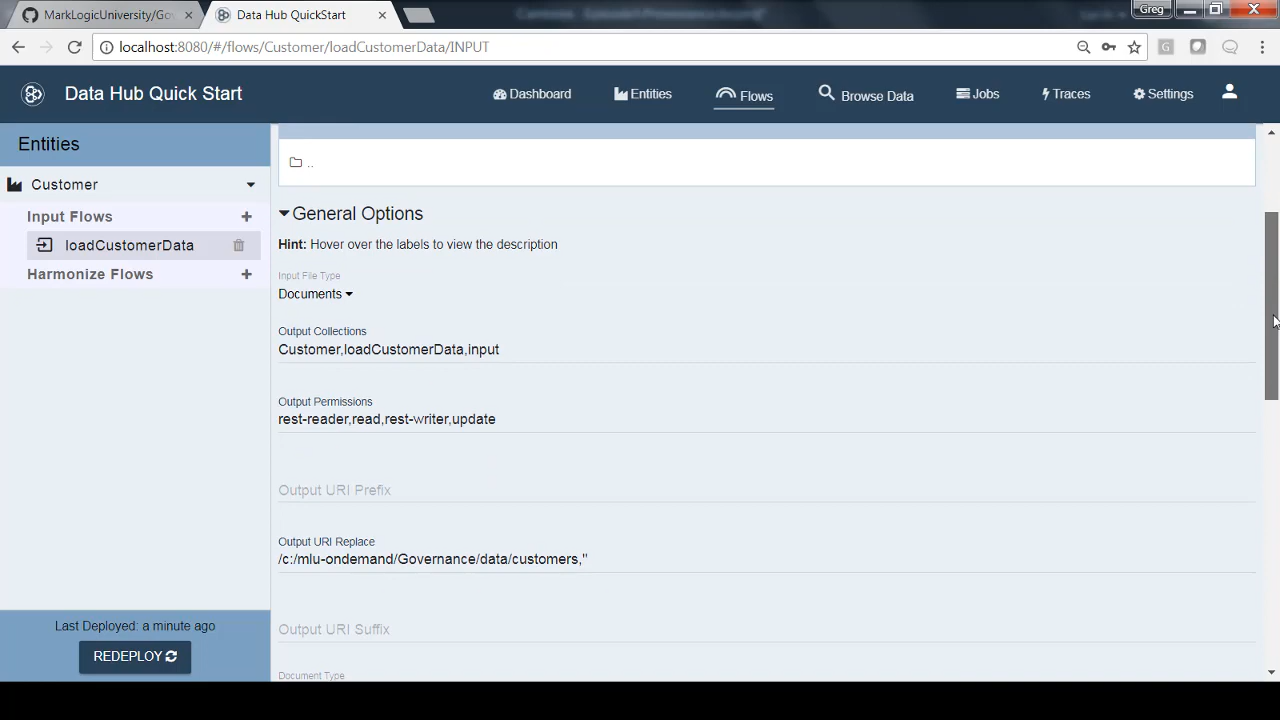 MarkLogicUniversity/Gov
Data Hub QuickStart
Greg
localhost:8080/#/flows/Customer/loadCustomerData/INPUT
Data Hub Quick Start
Dashboard
Entities
Flows
Browse Data
Jobs
Traces
Settings
Entities
Customer
Input Flows +
loadCustomerData
Harmonize Flows +
..
General Options
Hint: Hover over the labels to view the description
Input File Type
Documents
Output Collections
Customer,loadCustomerData,input
Output Permissions
rest-reader,read,rest-writer,update
Output URI Prefix
Output URI Replace
/c:/mlu-ondemand/Governance/data/customers,''
Output URI Suffix
Document Type
Last Deployed: a minute ago
REDEPLOY